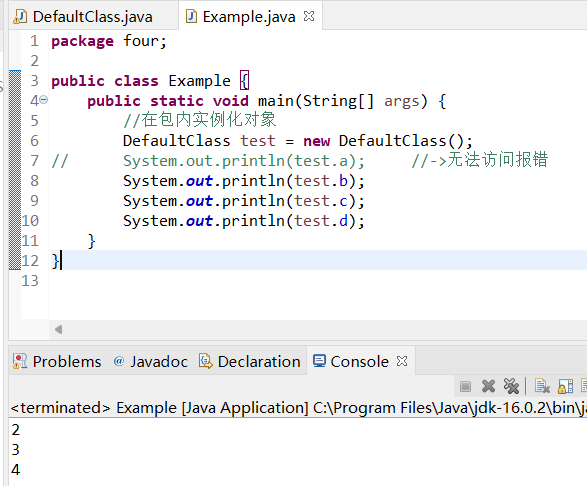 DefaultClass.java
Example.java
1 package four;
2
3 public class Example {
4 public static void main(String[] args) {
5 //在包内实例化对象
6 DefaultClass test = new DefaultClass();
7 // System.out.println(test.a); //->无法访问报错
8 System.out.println(test.b);
9 System.out.println(test.c);
10 System.out.println(test.d);
11 }
12 }
13
Problems @ Javadoc Declaration Console
<terminated> Example [Java Application] C:\Program Files\Java\jdk-16.0.2\bin\ja
2
3
4